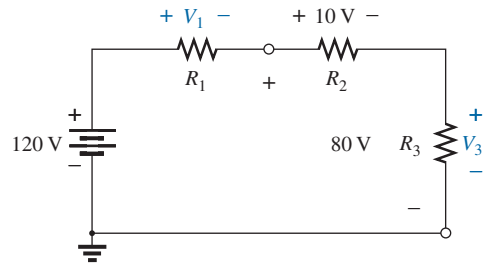 + V₁ − + 10 V −
R₁ + R₂
+ +
120 V 80 V R₃ V₃
− −
−